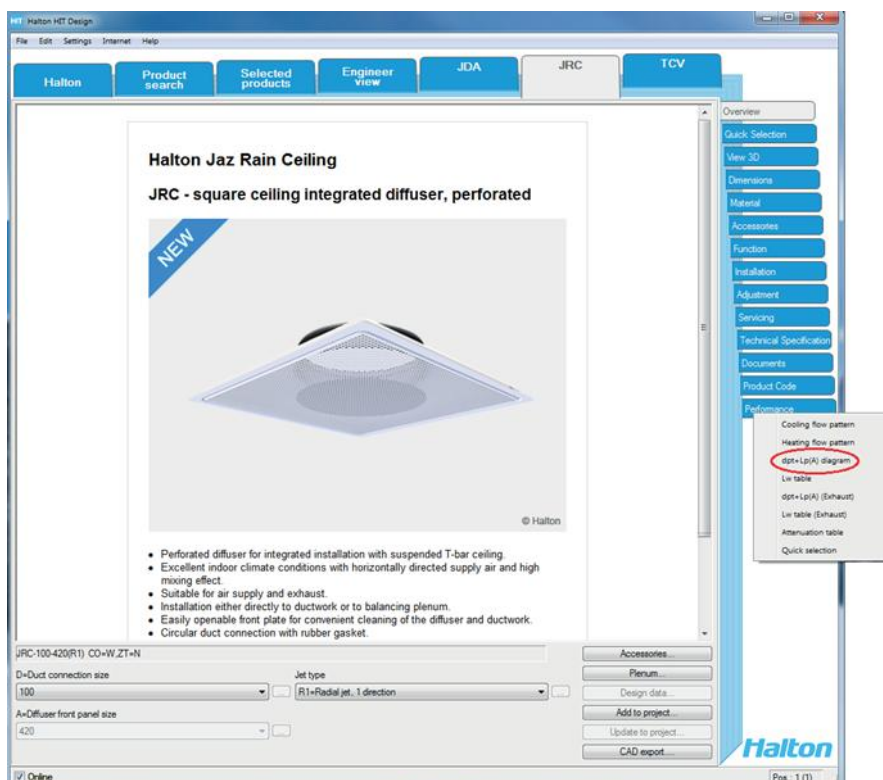 HIT Halton HIT Design
File Edit Settings Internet Help
Halton
Product search
Selected products
Engineer view
JDA
JRC
TCV
Overview
Quick Selection
View 3D
Dimensions
Material
Accessories
Function
Installation
Adjustment
Servicing
Technical Specification
Documents
Product Code
Performance
Cooling flow pattern
Heating flow pattern
dpt+Lp(A) diagram
Lw table
dpt+Lp(A) (Exhaust)
Lw table (Exhaust)
Attenuation table
Quick selection
Halton Jaz Rain Ceiling
JRC - square ceiling integrated diffuser, perforated
NEW
© Halton
• Perforated diffuser for integrated installation with suspended T-bar ceiling.
• Excellent indoor climate conditions with horizontally directed supply air and high
mixing effect.
• Suitable for air supply and exhaust.
• Installation either directly to ductwork or to balancing plenum.
• Easily openable front plate for convenient cleaning of the diffuser and ductwork.
• Circular duct connection with rubber gasket.
JRC-100-420(R1) CO=W,ZT=N
D=Duct connection size
100
...
Jet type
R1=Radial jet, 1 direction
...
A=Diffuser front panel size
420
...
Accessories...
Plenum...
Design data...
Add to project...
Update to project...
CAD export...
Halton
Online
Pos.: 1 (1)